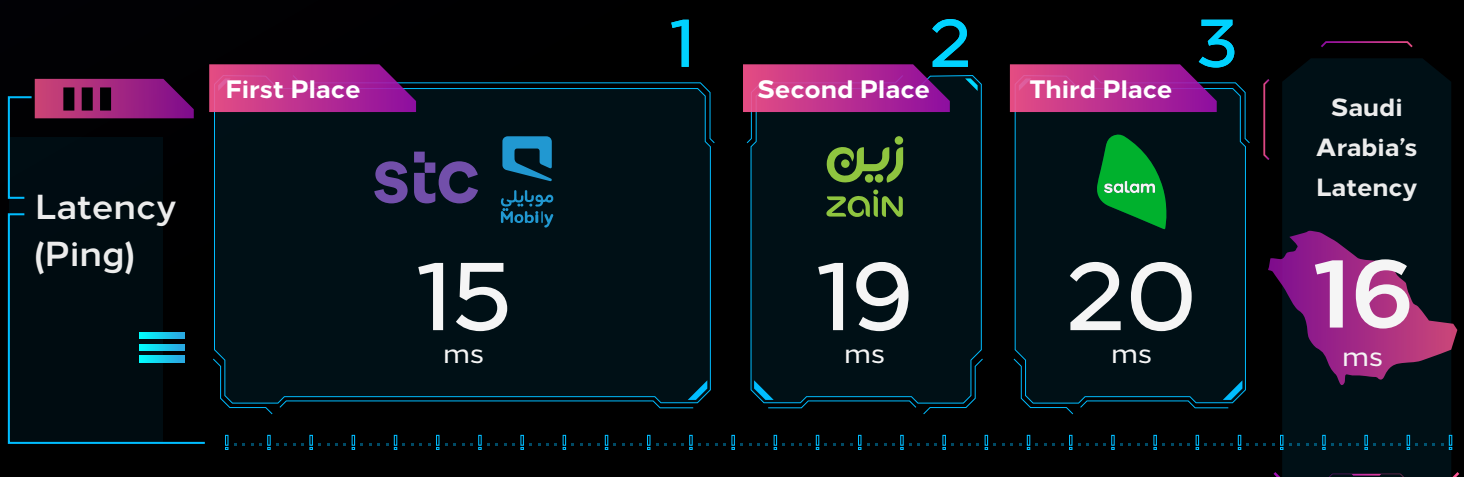 Latency
(Ping)
1
First Place
stc
موبايلي
Mobily
15
ms
2
Second Place
زين
zain
19
ms
3
Third Place
salam
20
ms
Saudi
Arabia's
Latency
16
ms